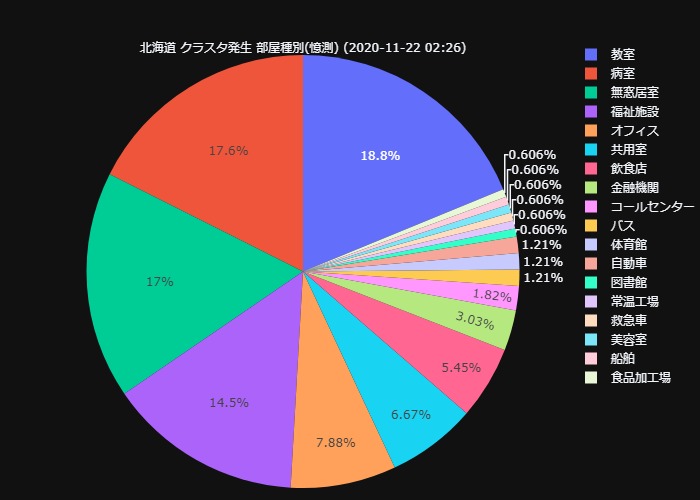 北海道 クラスタ発生 部屋種別(憶測) (2020-11-22 02:26)
18.8%
17.6%
17%
14.5%
7.88%
6.67%
5.45%
3.03%
1.82%
1.21%
1.21%
1.21%
0.606%
0.606%
0.606%
0.606%
0.606%
0.606%
教室
病室
無窓居室
福祉施設
オフィス
共用室
飲食店
金融機関
コールセンター
バス
体育館
自動車
図書館
常温工場
救急車
美容室
船舶
食品加工場